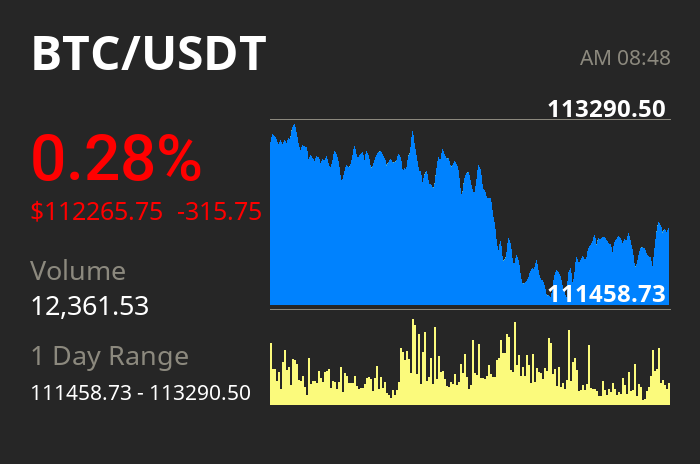 BTC/USDT
AM 08:48
113290.50
0.28%
$112265.75 -315.75
Volume
12,361.53
111458.73
1 Day Range
111458.73 - 113290.50